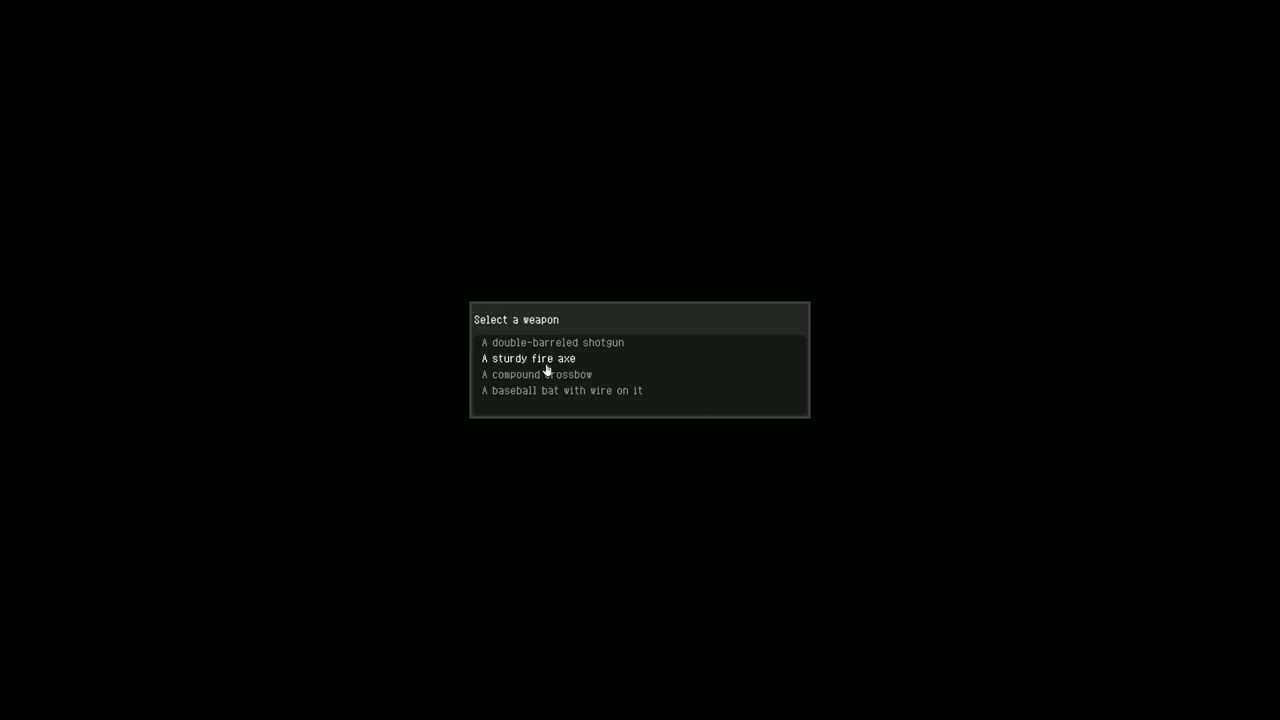 Select a weapon
A double-barreled shotgun
A sturdy fire axe
A compound crossbow
A baseball bat with wire on it